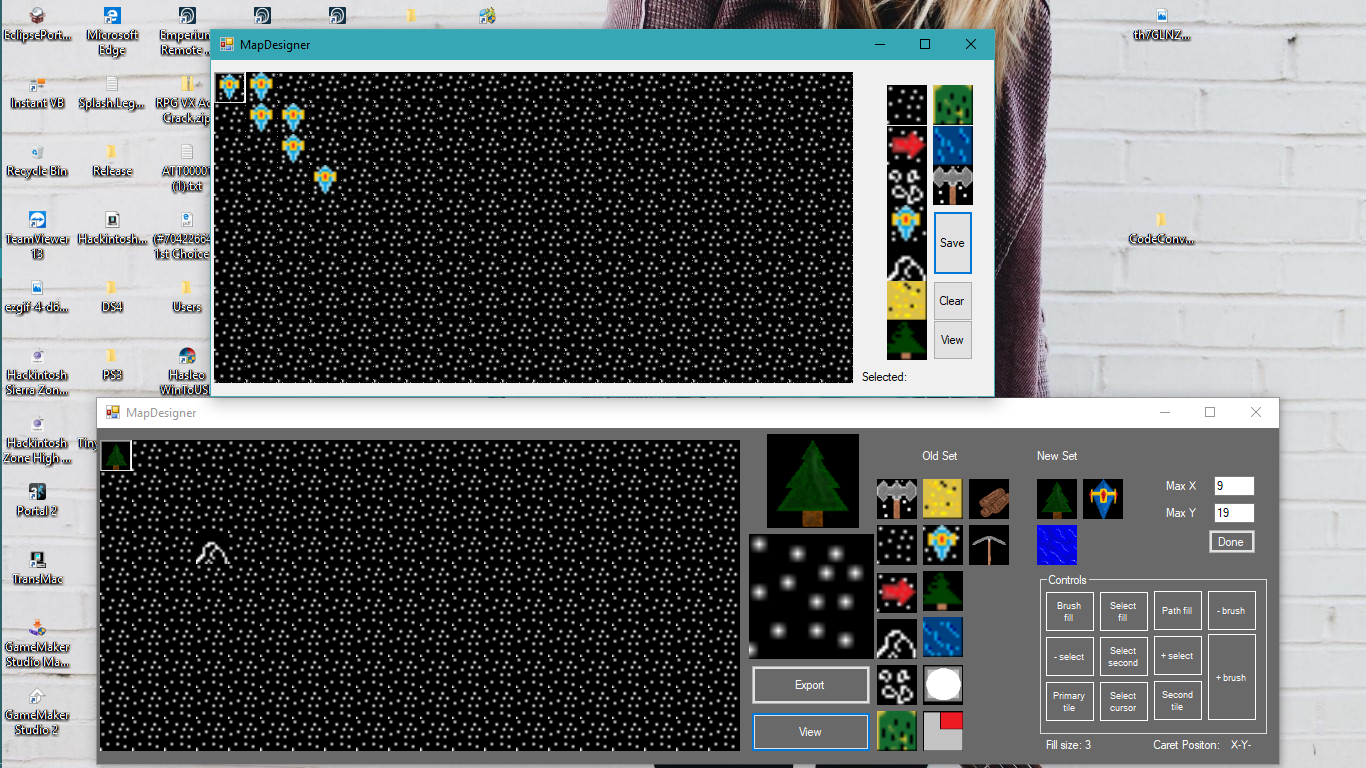 EclipsePort...
Microsoft
Edge
Emperium
Remote ...
th7GLNZ...
MapDesigner
Instant VB
SplashLeg...
RPG VX Ac
Crack.zip
Recycle Bin
Release
ATT00001
(1).txt
TeamViewer
13
Hackintosh...
(#70422664
1st Choice
CodeConv...
ezgif-4-d6...
DS4
Users
Hackintosh
Sierra Zon...
PS3
Hasleo
WinToUSB
Save
Clear
View
Selected:
Hackintosh
Zone High ...
Tiny
Portal 2
TransMac
GameMaker
Studio Ma...
GameMaker
Studio 2
MapDesigner
Old Set
New Set
Max X
9
Max Y
19
Done
Controls
Brush
fill
Select
fill
Path fill
- brush
- select
Select
second
+ select
+ brush
Primary
tile
Select
cursor
Second
tile
Export
View
Fill size: 3
Caret Positon:
X-Y-